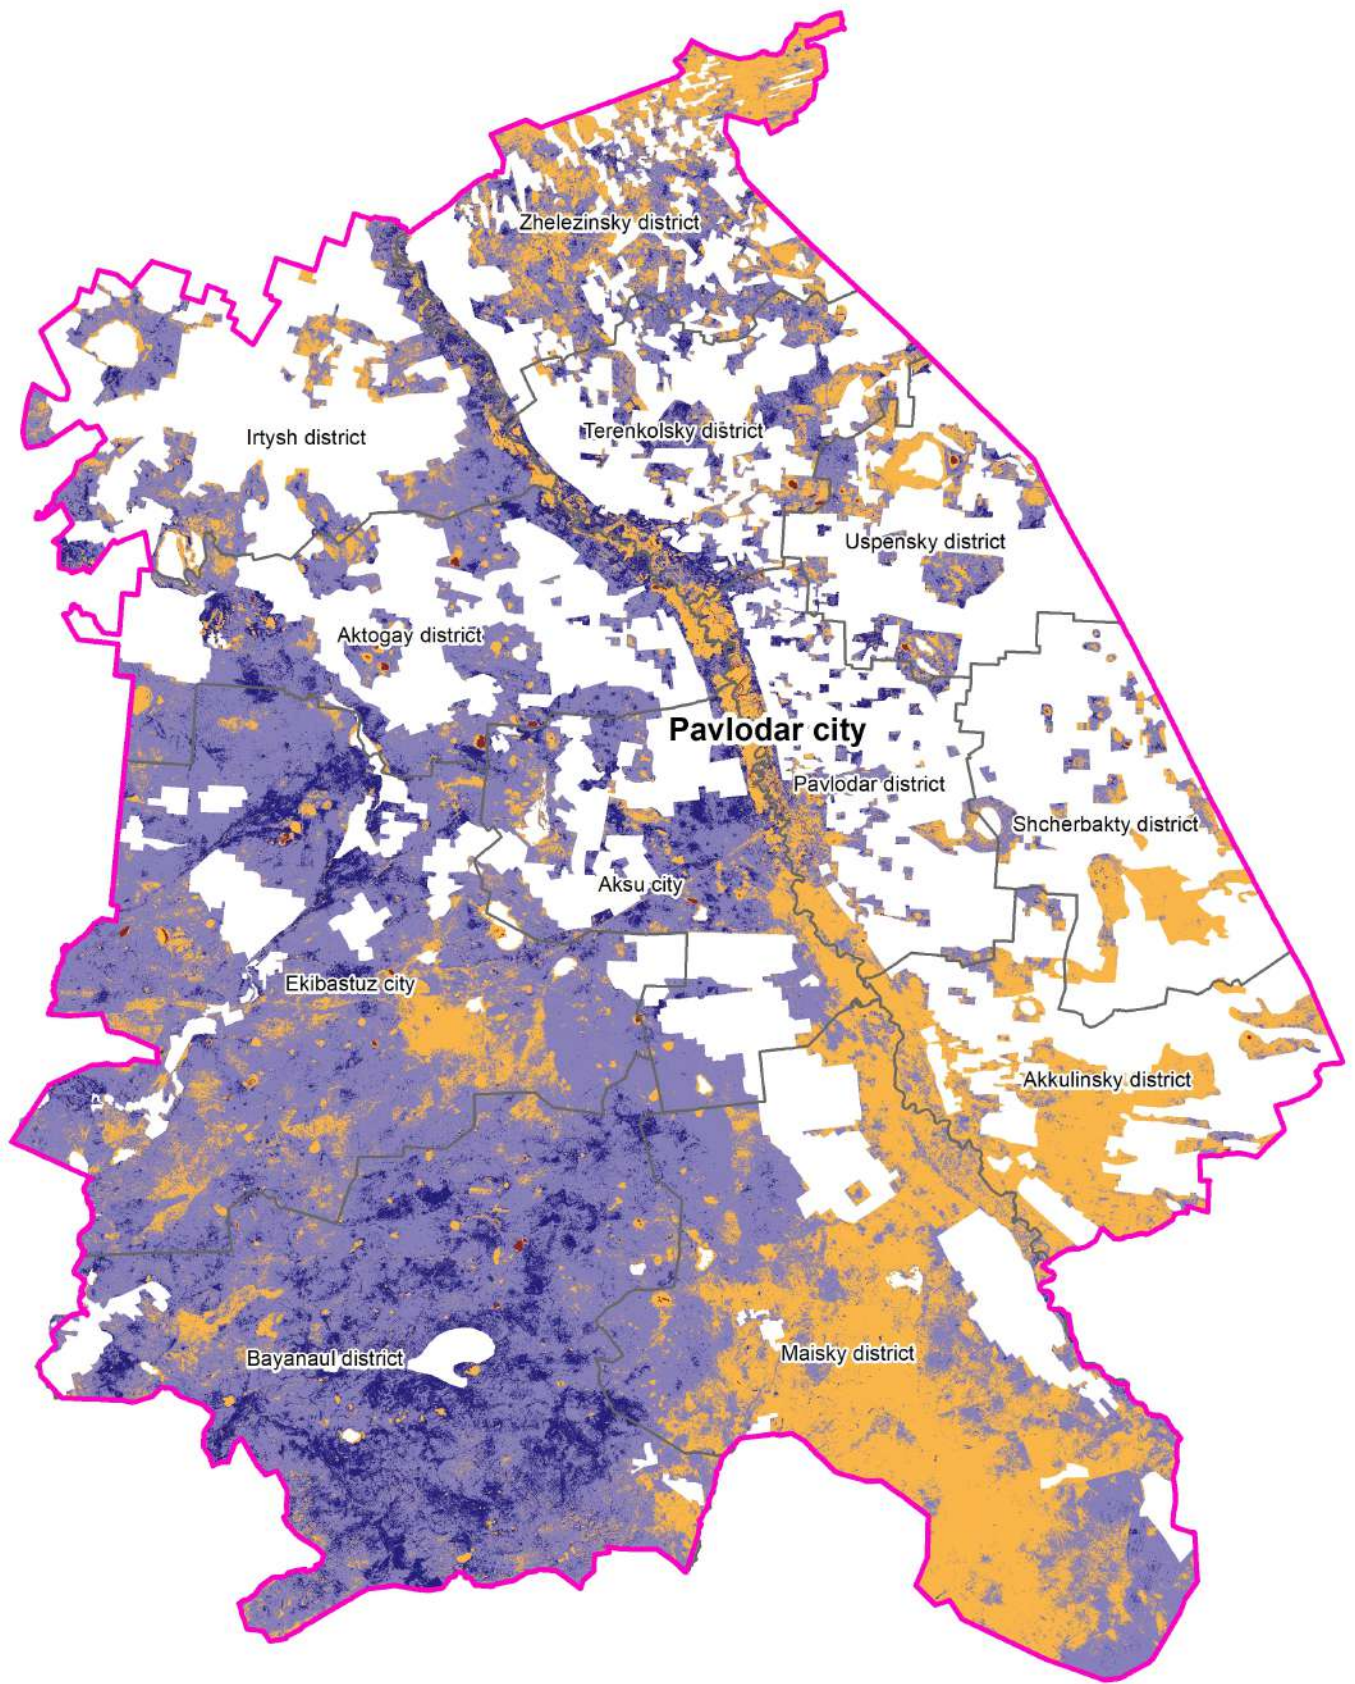 Zhelezinsky district
Irtysh district
Terenkolsky district
Uspensky district
Aktogay district
Pavlodar city
Pavlodar district
Shcherbakty district
Aksu city
Ekibastuz city
Akkulinsky district
Bayanaul district
Maisky district